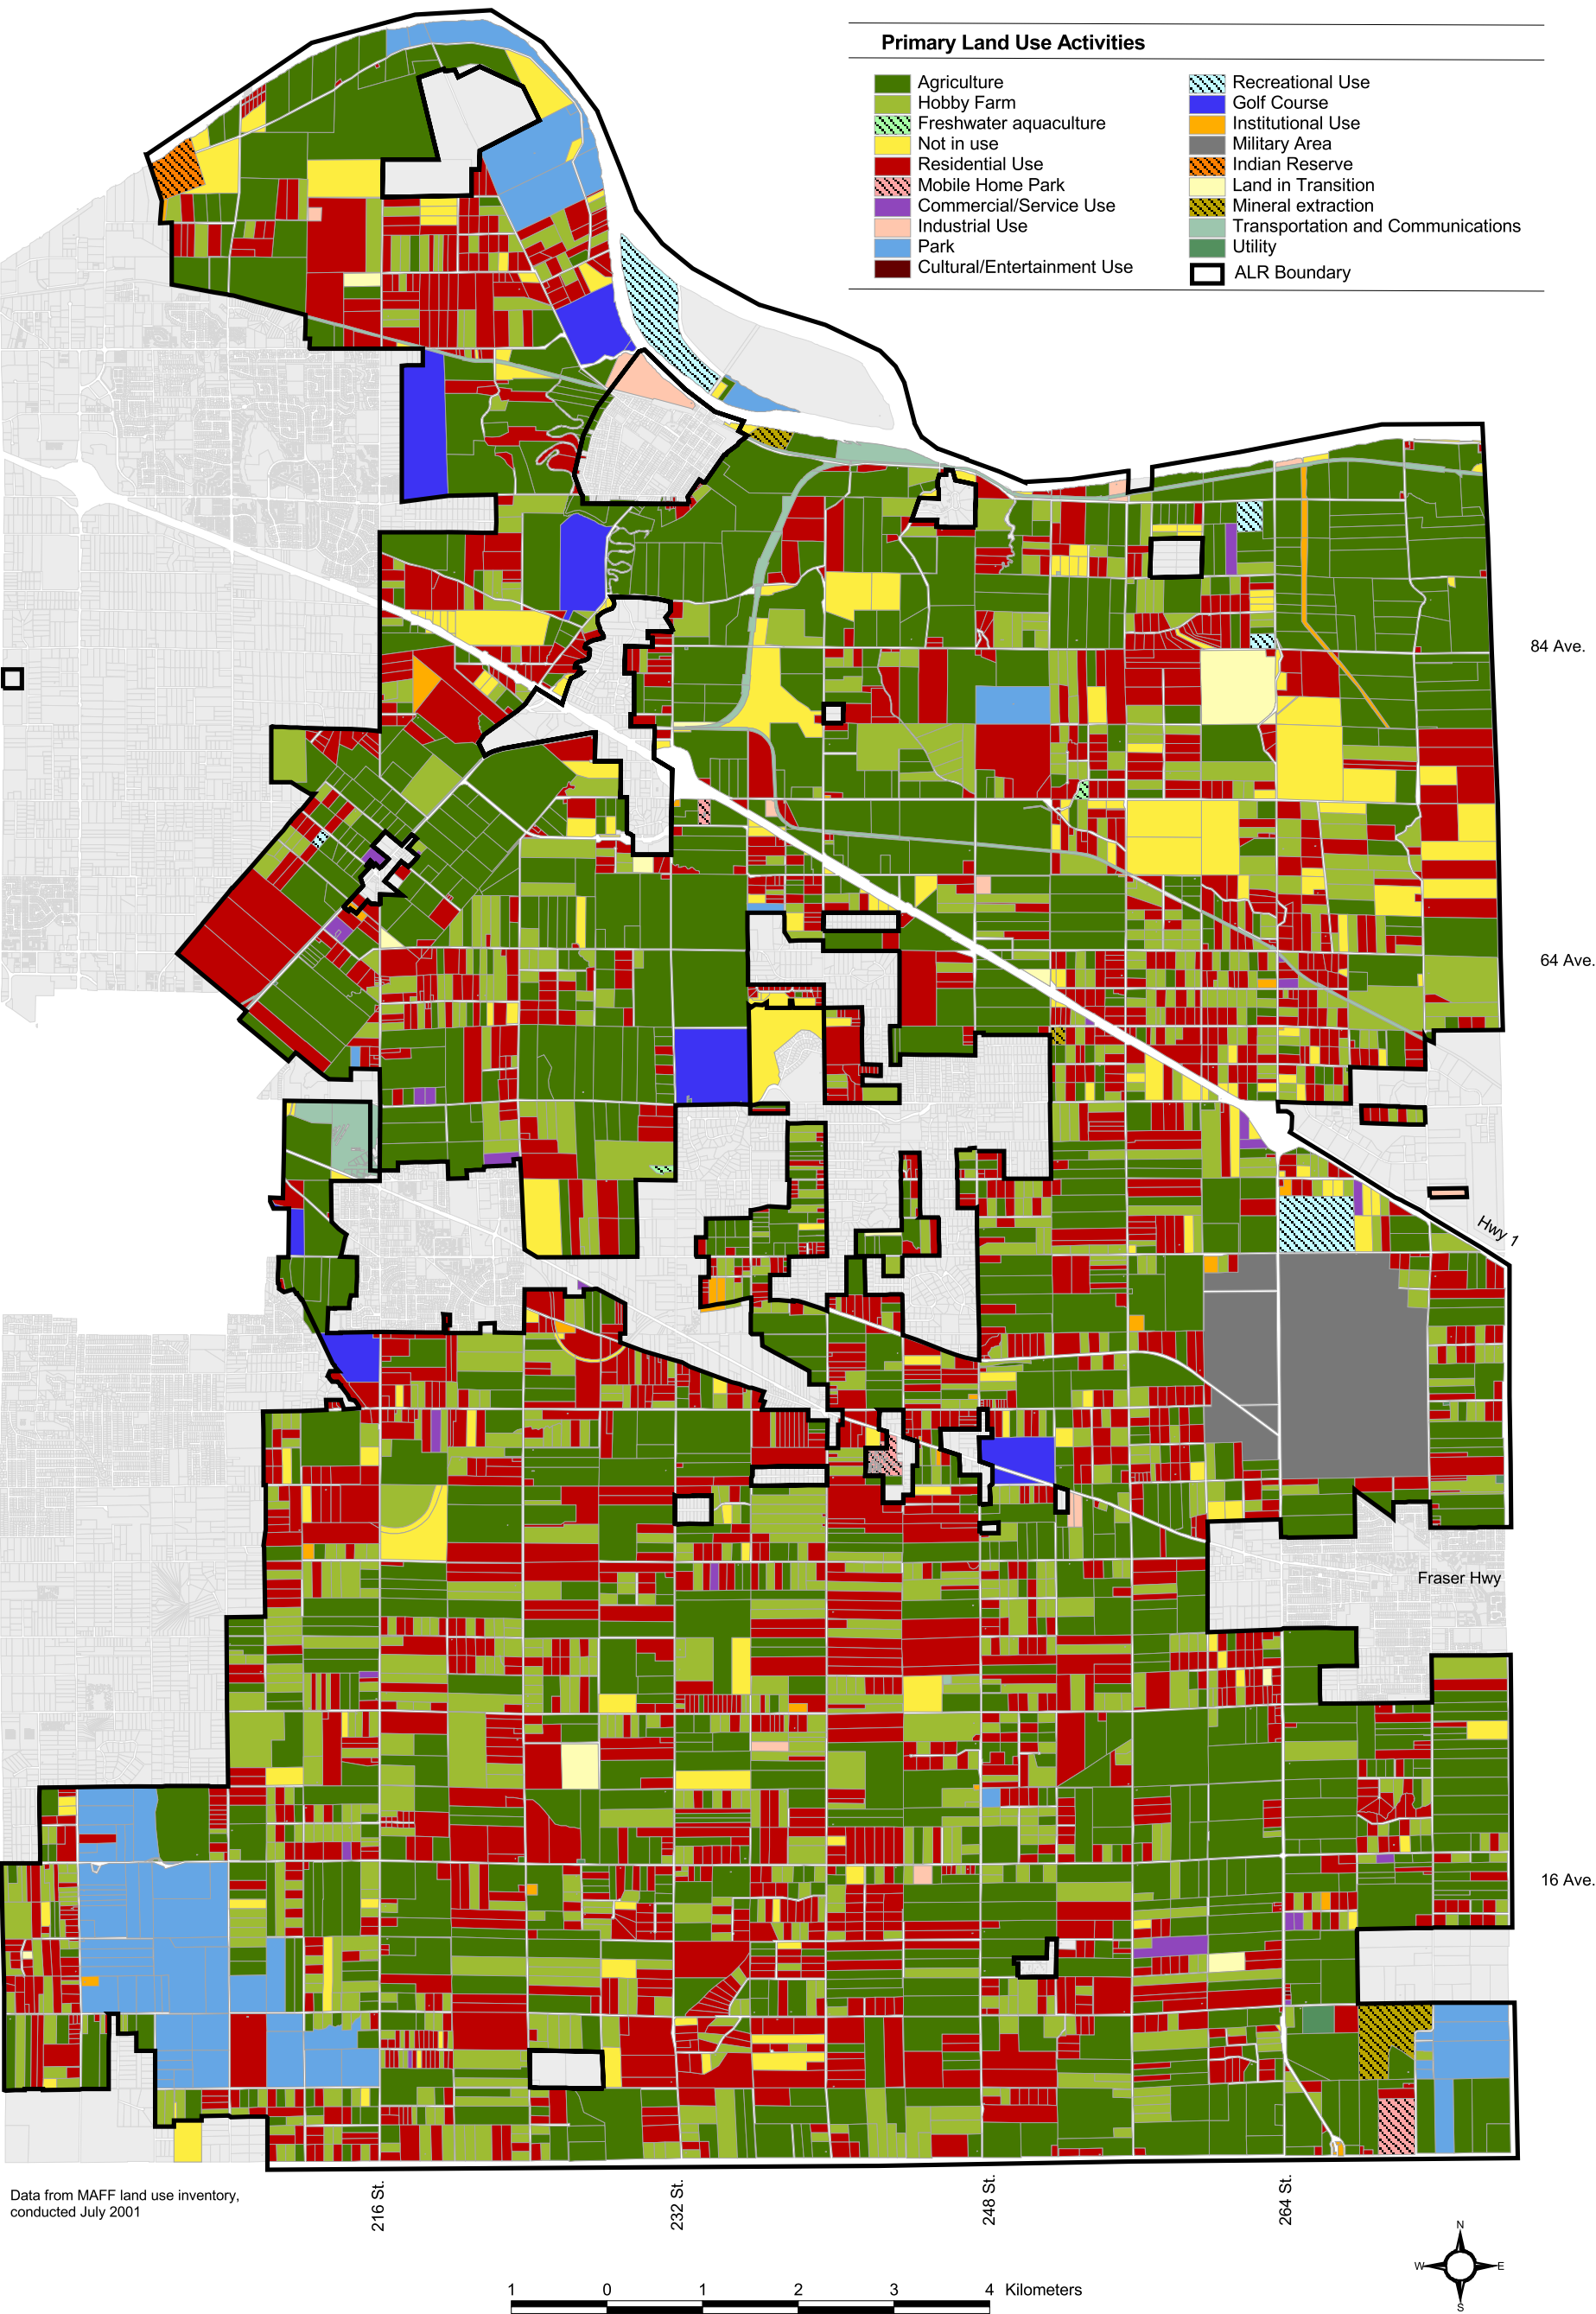 Primary Land Use Activities
Agriculture
Hobby Farm
Freshwater aquaculture
Not in use
Residential Use
Mobile Home Park
Commercial/Service Use
Industrial Use
Park
Cultural/Entertainment Use
Recreational Use
Golf Course
Institutional Use
Military Area
Indian Reserve
Land in Transition
Mineral extraction
Transportation and Communications
Utility
ALR Boundary
84 Ave.
64 Ave.
Hwy 1
Fraser Hwy
16 Ave.
216 St.
232 St.
248 St.
264 St.
Data from MAFF land use inventory,
conducted July 2001
N
W E
S
1 0 1 2 3 4 Kilometers